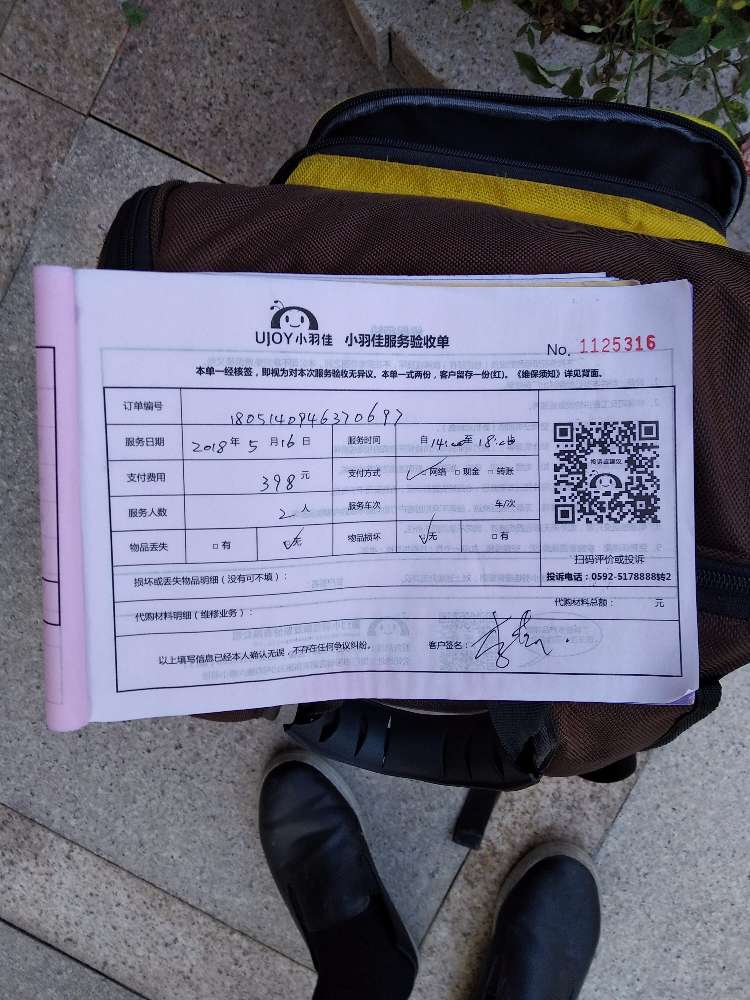 UJOY小羽佳 小羽佳服务验收单
No. 1125316
本单一经核签，即视为对本次服务验收无异议。本单一式两份，客户留存一份(红)。《维保须知》详见背面。
订单编号 1805140946370697
服务日期 2018年5月16日 服务时间 自14:00至18:00
支付费用 398元 支付方式 ☑网络 □现金 □转账
服务人数 2人 服务车次 车/次
物品丢失 □有 ☑无 物品损坏 ☑无 □有
投诉或建议
扫码评价或投诉
投诉电话：0592-5178888转2
损坏或丢失物品明细（没有可不填）：
代购材料明细（维修业务）： 代购材料总额： 元
以上填写信息已经本人确认无误，不存在任何争议纠纷。 客户签名：